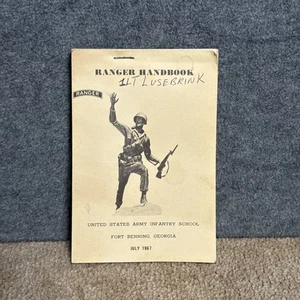 RANGER HANDBOOK
1LT LUSEBRINK
RANGER
UNITED STATES ARMY INFANTRY SCHOOL
FORT BENNING, GEORGIA
JULY 1967